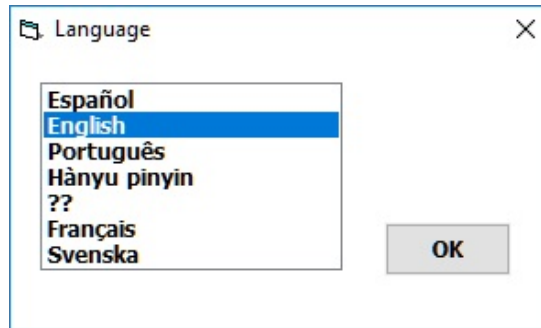 Language
Español
English
Português
Hànyu pinyin
??
Français
Svenska
OK